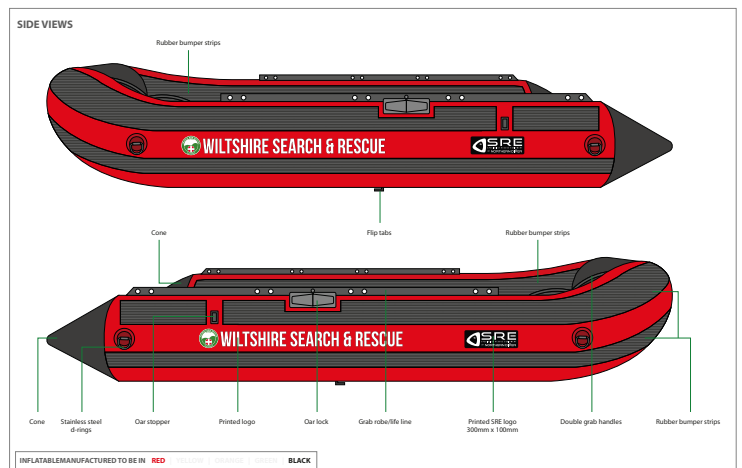 SIDE VIEWS
Rubber bumper strips
WILTSHIRE SEARCH & RESCUE
SRE
Flip tabs
Cone
Rubber bumper strips
WILTSHIRE SEARCH & RESCUE
SRE
Cone
Stainless steel
d-rings
Oar stopper
Printed logo
Oar lock
Grab robe/life line
Printed SRE logo
300mm x 100mm
Double grab handles
Rubber bumper strips
INFLATABLEMANUFACTURED TO BE IN RED | YELLOW | ORANGE | GREEN | BLACK